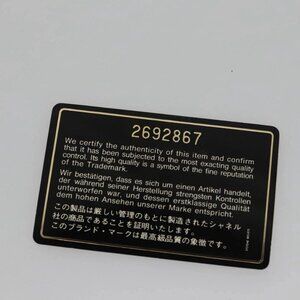 2692867
We certify the authenticity of this item and confirm
that it has been subjected to the most exacting quality
control. Its high quality is a symbol of the fine reputation
of the Trademark.
Wir bestätigen, dass es sich um einen Artikel handelt,
der während seiner Herstellung strengsten Kontrollen
unterworfen war, und dessen erstklassige Qualität
dem hohen Ansehen unserer Marke entspricht.
この製品は厳しい管理のもとに製造されたシャネル
社の商品であることを証明いたします。
このブランド・マークは最高級品質の象徴です。